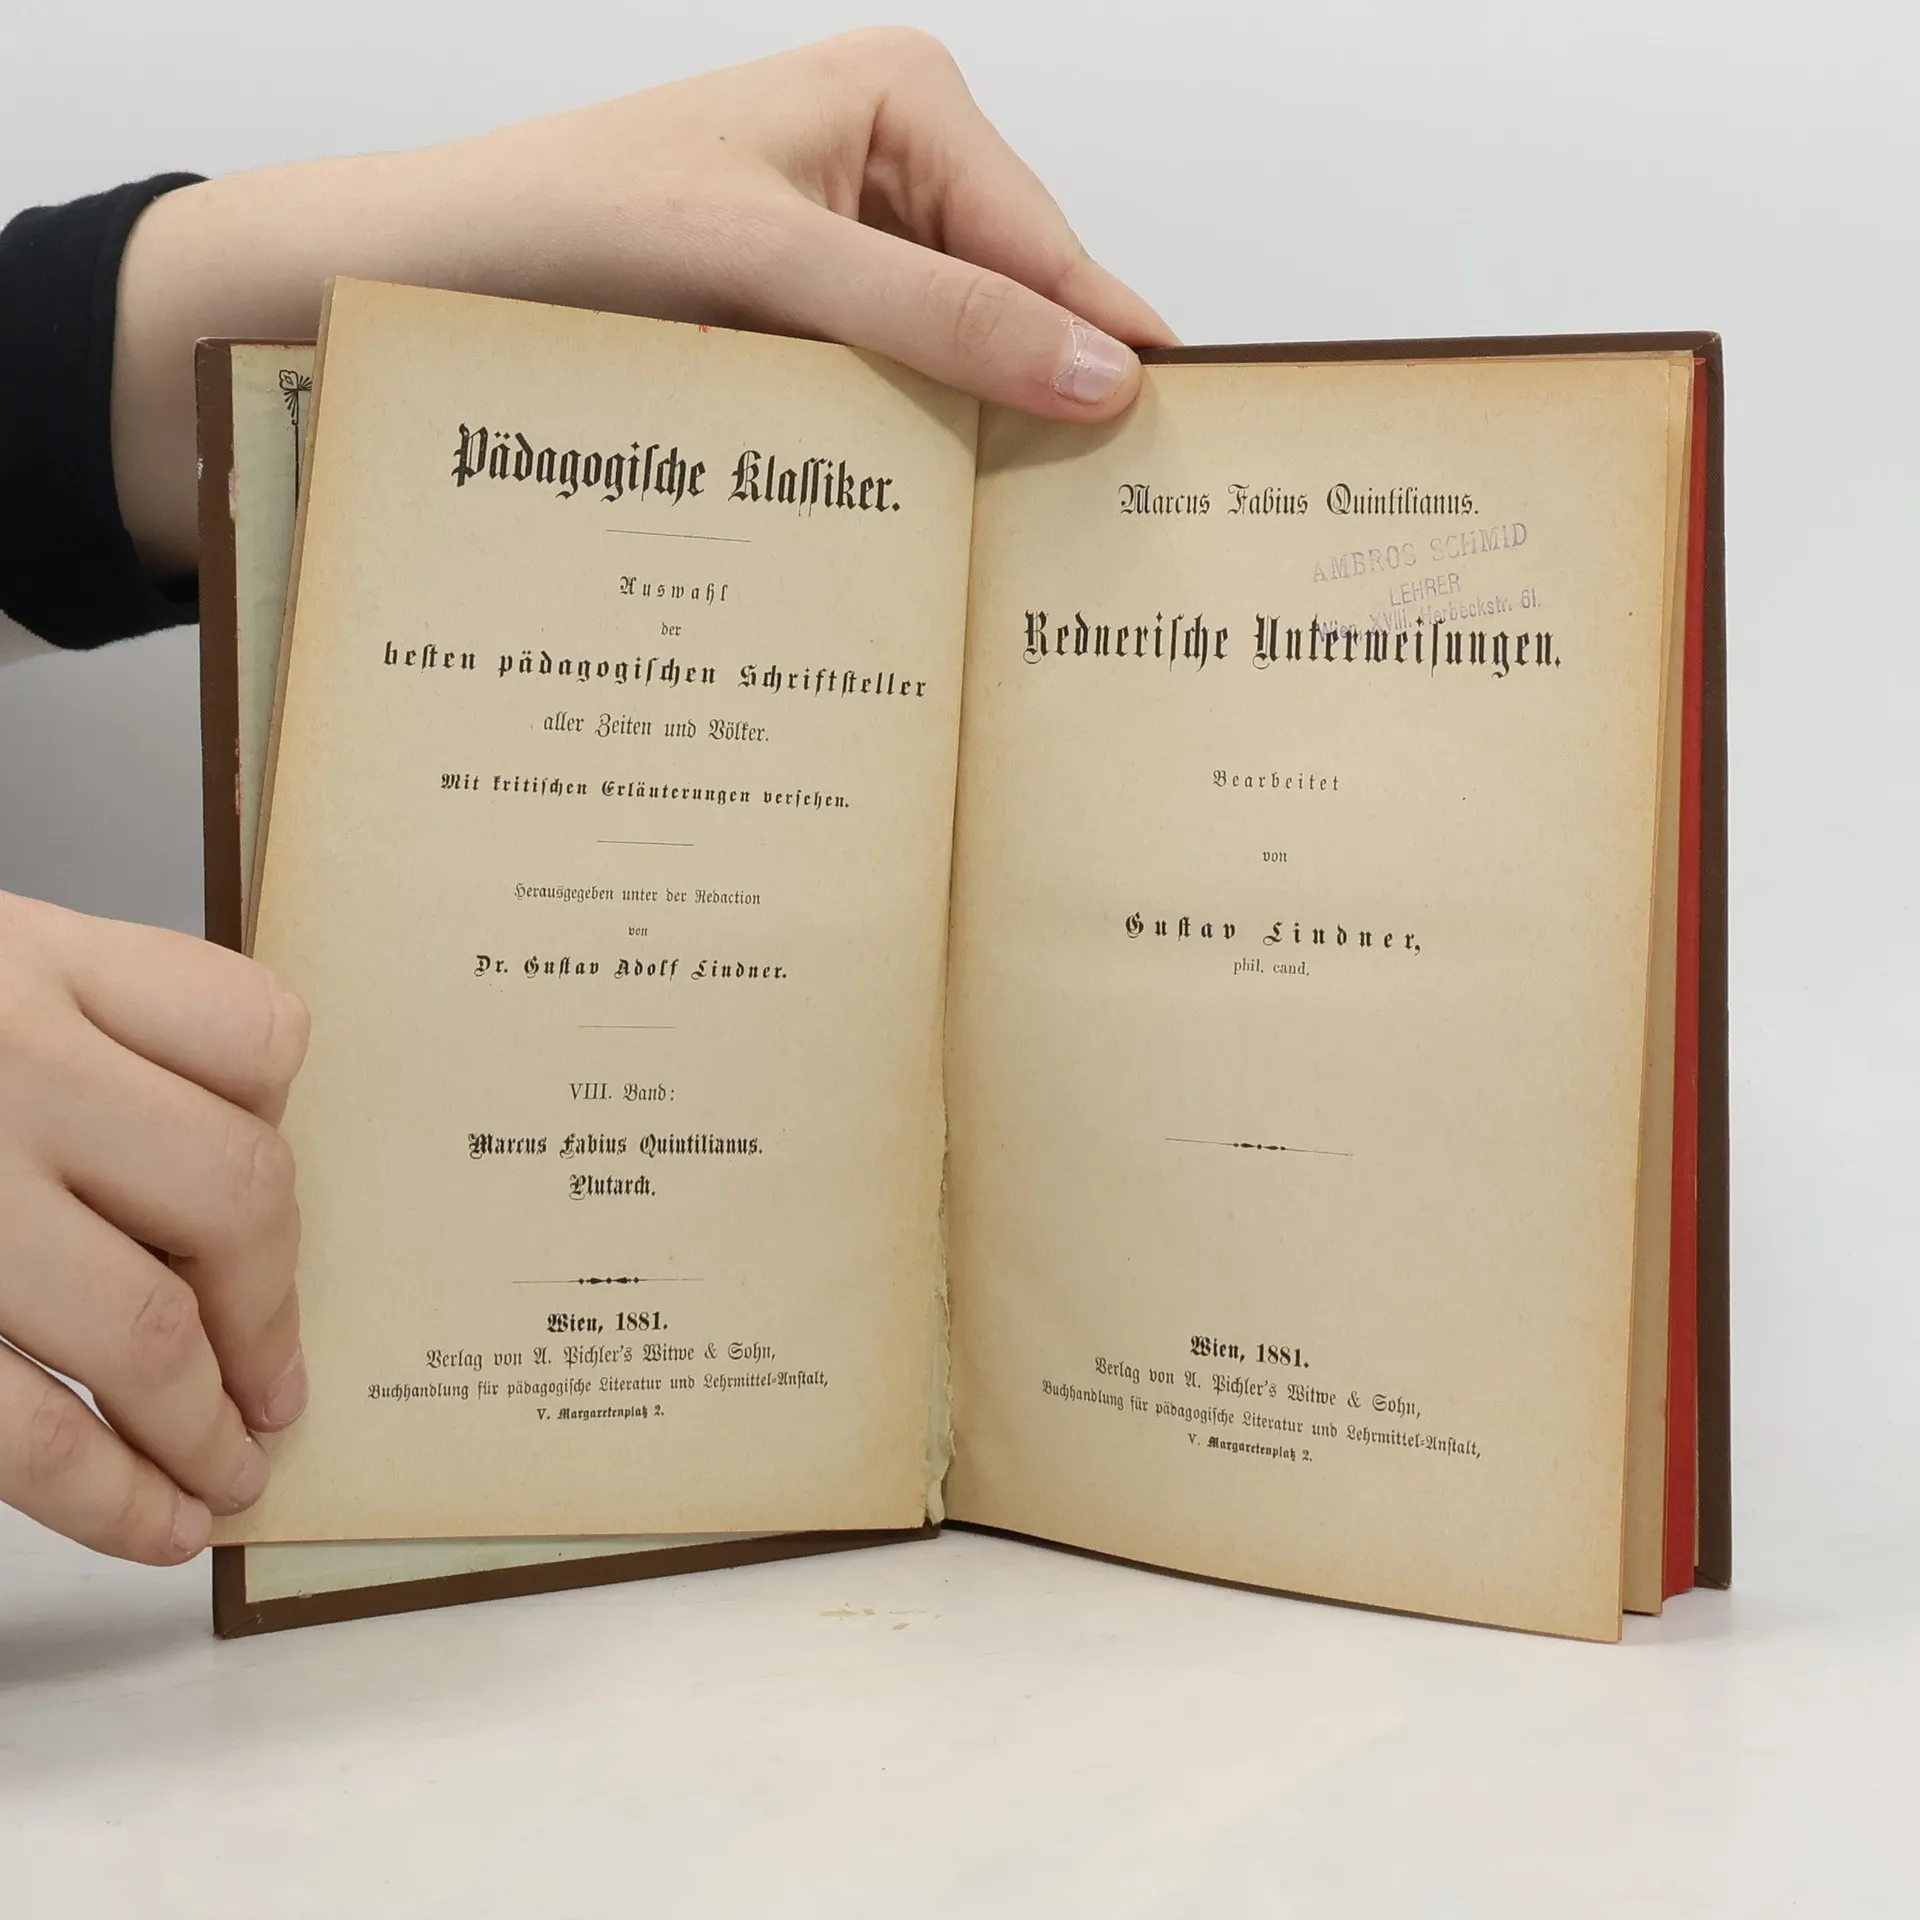 Pädagogiſche Klaſſiker.
Auswahl
der
beſten pädagogiſchen Schriftſteller
aller Zeiten und Völker.
Mit kritiſchen Erläuterungen verſehen.
Herausgegeben unter der Redaction
von
Dr. Guſtav Adolf Lindner.
VIII. Band:
Marcus Fabius Quintilianus.
Plutarch.
Wien, 1881.
Verlag von A. Pichler's Witwe & Sohn,
Buchhandlung für pädagogiſche Literatur und Lehrmittel-Anſtalt,
V. Margaretenplatz 2.
Marcus Fabius Quintilianus.
AMBROS SCHMID
LEHRER
Wien, XVIII. Herbeckstr. 61.
Redneriſche Unterweiſungen.
Bearbeitet
von
Guſtav Lindner,
phil. cand.
Wien, 1881.
Verlag von A. Pichler's Witwe & Sohn,
Buchhandlung für pädagogiſche Literatur und Lehrmittel-Anſtalt,
V. Margaretenplatz 2.